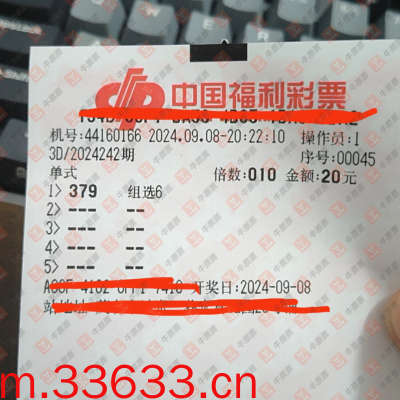 中国福利彩票
机号:44160166 2024.09.08-20:22:10 操作员:1
3D/2024242期 序号:00045
单式 倍数:010 金额:20元
1> 379 组选6
2> --- --
3> --- --
4> --- --
5> --- --
开奖日:2024-09-08
站地址
m.33633.cn